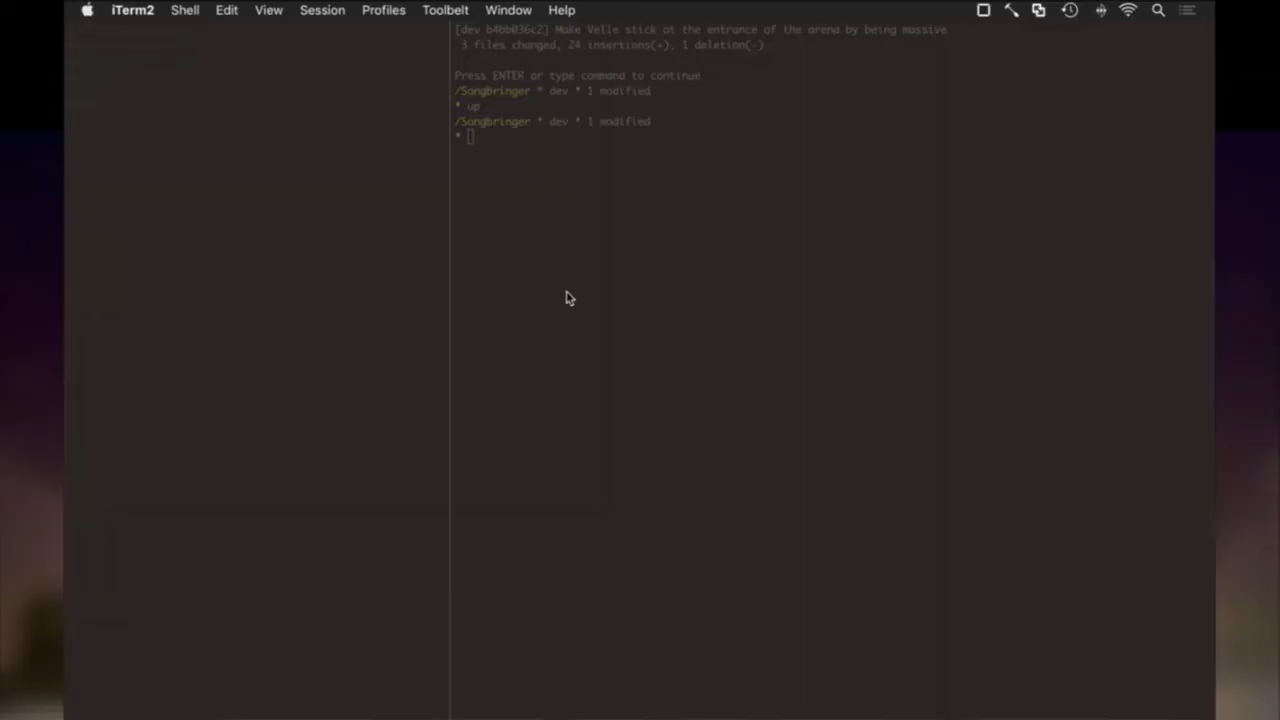 iTerm2 Shell Edit View Session Profiles Toolbelt Window Help
[dev b4bb036c2] Make Velle stick at the entrance of the arena by being massive
3 files changed, 24 insertions(+), 1 deletion(-)
Press ENTER or type command to continue
/Songbringer * dev * 1 modified
* up
/Songbringer * dev * 1 modified
*